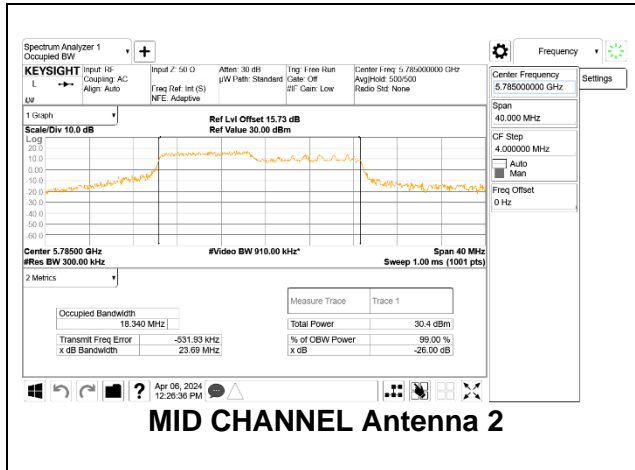 Spectrum Analyzer 1
Occupied BW
+
Frequency
KEYSIGHT Input: RF Input Z: 50 Ω Atten: 30 dB Trig: Free Run Center Freq: 5.785000000 GHz
L Coupling: AC µW Path: Standard Gate: Off Avg|Hold: 500/500
Align: Auto Freq Ref: Int (S) #IF Gain: Low Radio Std: None
NFE: Adaptive
Center Frequency
5.785000000 GHz
Settings
Span
40.000 MHz
CF Step
4.000000 MHz
Auto
Man
Freq Offset
0 Hz
1 Graph
Ref Lvl Offset 15.73 dB
Scale/Div 10.0 dB Ref Value 30.00 dBm
Log
20.0
10.0
0.00
-10.0
-20.0
-30.0
-40.0
-50.0
-60.0
Center 5.78500 GHz #Video BW 910.00 kHz* Span 40 MHz
#Res BW 300.00 kHz Sweep 1.00 ms (1001 pts)
2 Metrics
Measure Trace Trace 1
Occupied Bandwidth
18.340 MHz Total Power 30.4 dBm
Transmit Freq Error -531.93 kHz % of OBW Power 99.00 %
x dB Bandwidth 23.69 MHz x dB -26.00 dB
? Apr 06, 2024
12:26:36 PM
MID CHANNEL Antenna 2